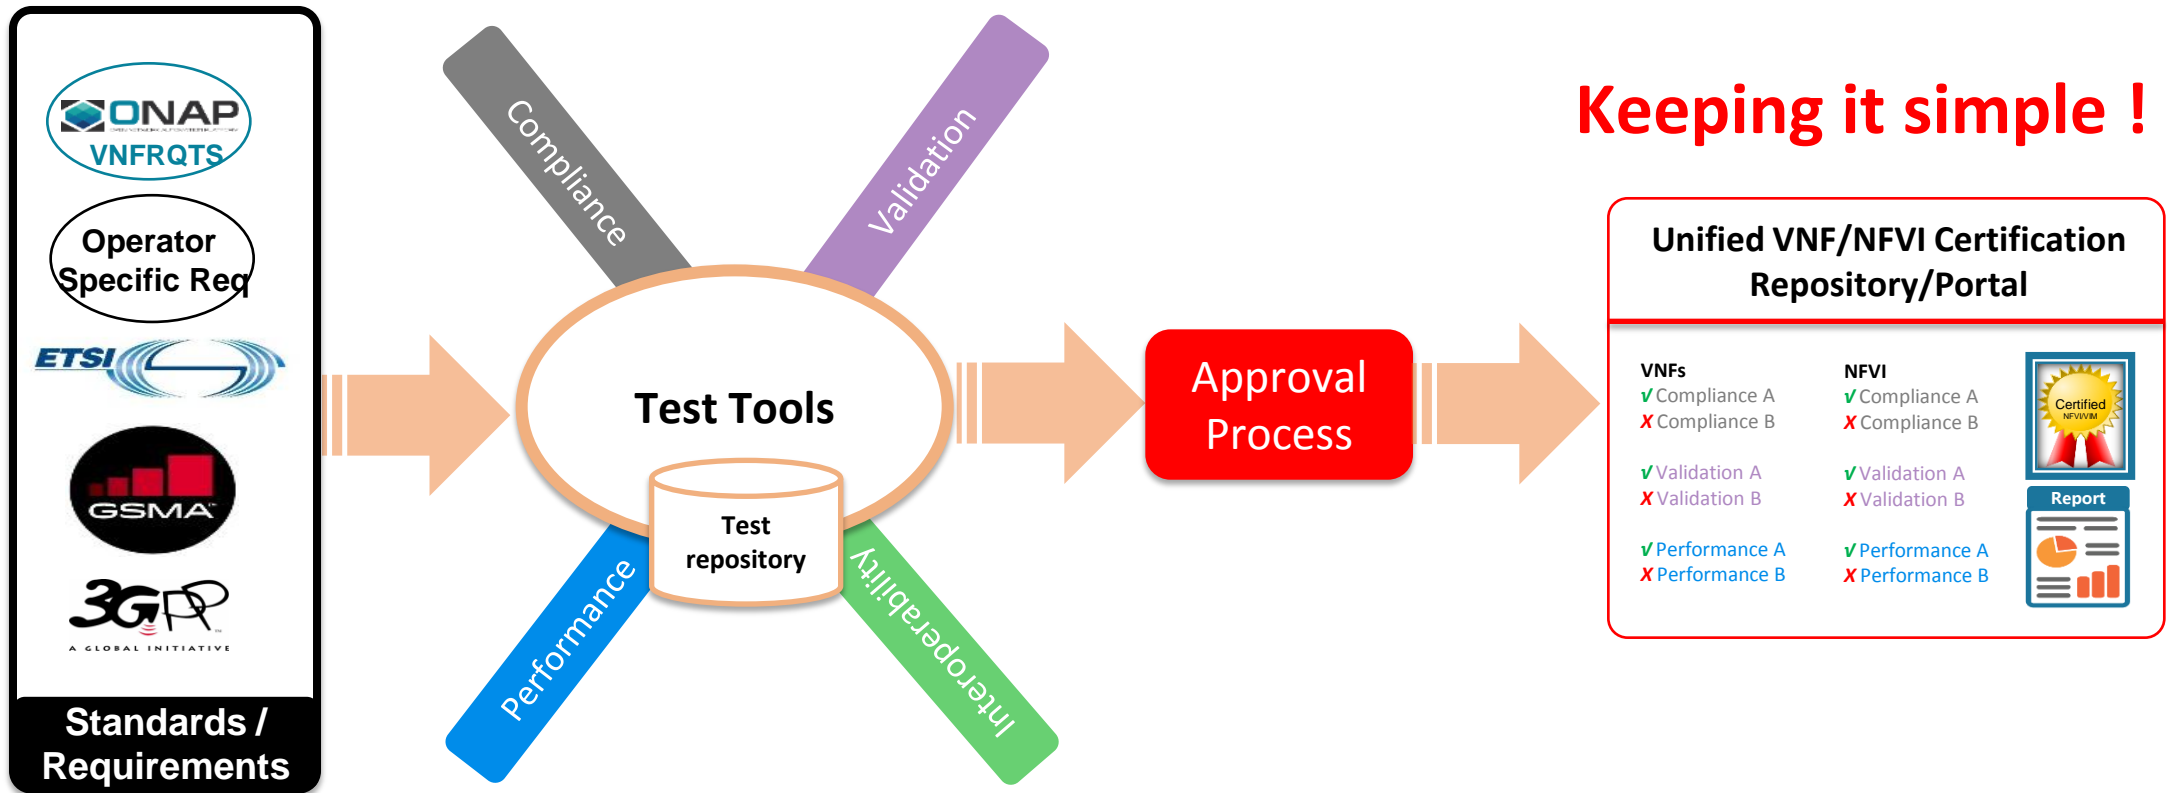 ONAP
VNFRQTS
Operator
Specific Req
ETSI
GSMA
3GPP
A GLOBAL INITIATIVE
Standards /
Requirements
Compliance
Validation
Test Tools
Test
repository
Performance
Interoperability
Approval
Process
Keeping it simple !
Unified VNF/NFVI Certification
Repository/Portal
VNFs
√ Compliance A
X Compliance B
√ Validation A
X Validation B
√ Performance A
X Performance B
NFVI
√ Compliance A
X Compliance B
√ Validation A
X Validation B
√ Performance A
X Performance B
Certified
NFVI/VIM
Report